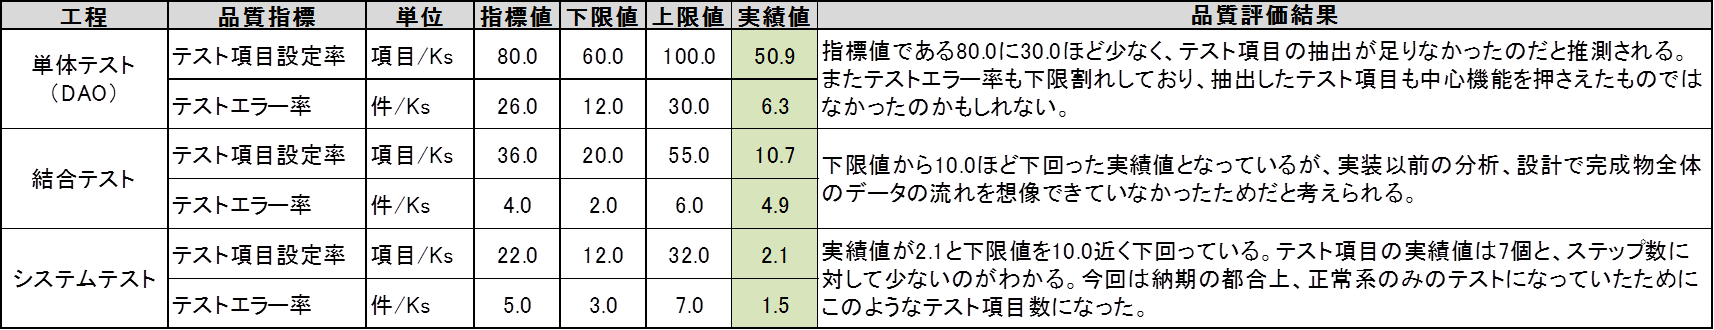 工程 品質指標 単位 指標値 下限値 上限値 実績値 品質評価結果
単体テスト
（DAO）
テスト項目設定率 項目/Ks 80.0 60.0 100.0 50.9
テストエラー率 件/Ks 26.0 12.0 30.0 6.3
指標値である80.0に30.0ほど少なく、テスト項目の抽出が足りなかったのだと推測される。
またテストエラー率も下限割れしており、抽出したテスト項目も中心機能を押さえたものでは
なかったのかもしれない。
結合テスト
テスト項目設定率 項目/Ks 36.0 20.0 55.0 10.7
テストエラー率 件/Ks 4.0 2.0 6.0 4.9
下限値から10.0ほど下回った実績値となっているが、実装以前の分析、設計で完成物全体
のデータの流れを想像できていなかったためだと考えられる。
システムテスト
テスト項目設定率 項目/Ks 22.0 12.0 32.0 2.1
テストエラー率 件/Ks 5.0 3.0 7.0 1.5
実績値が2.1と下限値を10.0近く下回っている。テスト項目の実績値は7個と、ステップ数に
対して少ないのがわかる。今回は納期の都合上、正常系のみのテストになっていたために
このようなテスト項目数になった。